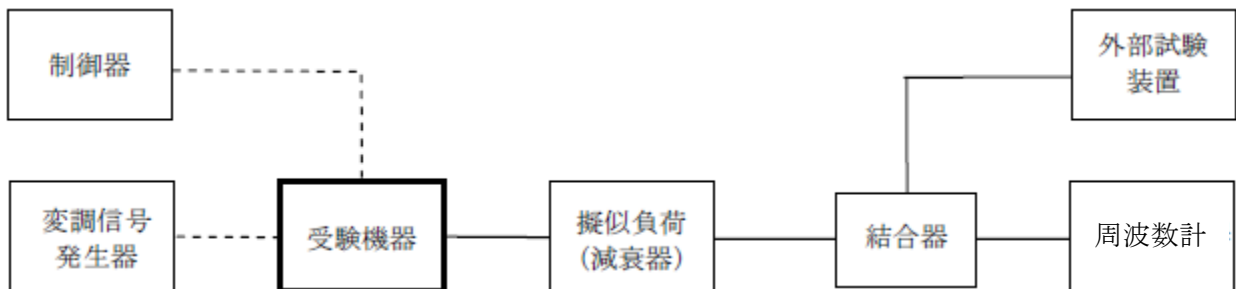 制御器
外部試験
装置
変調信号
発生器
受験機器
擬似負荷
(減衰器)
結合器
周波数計